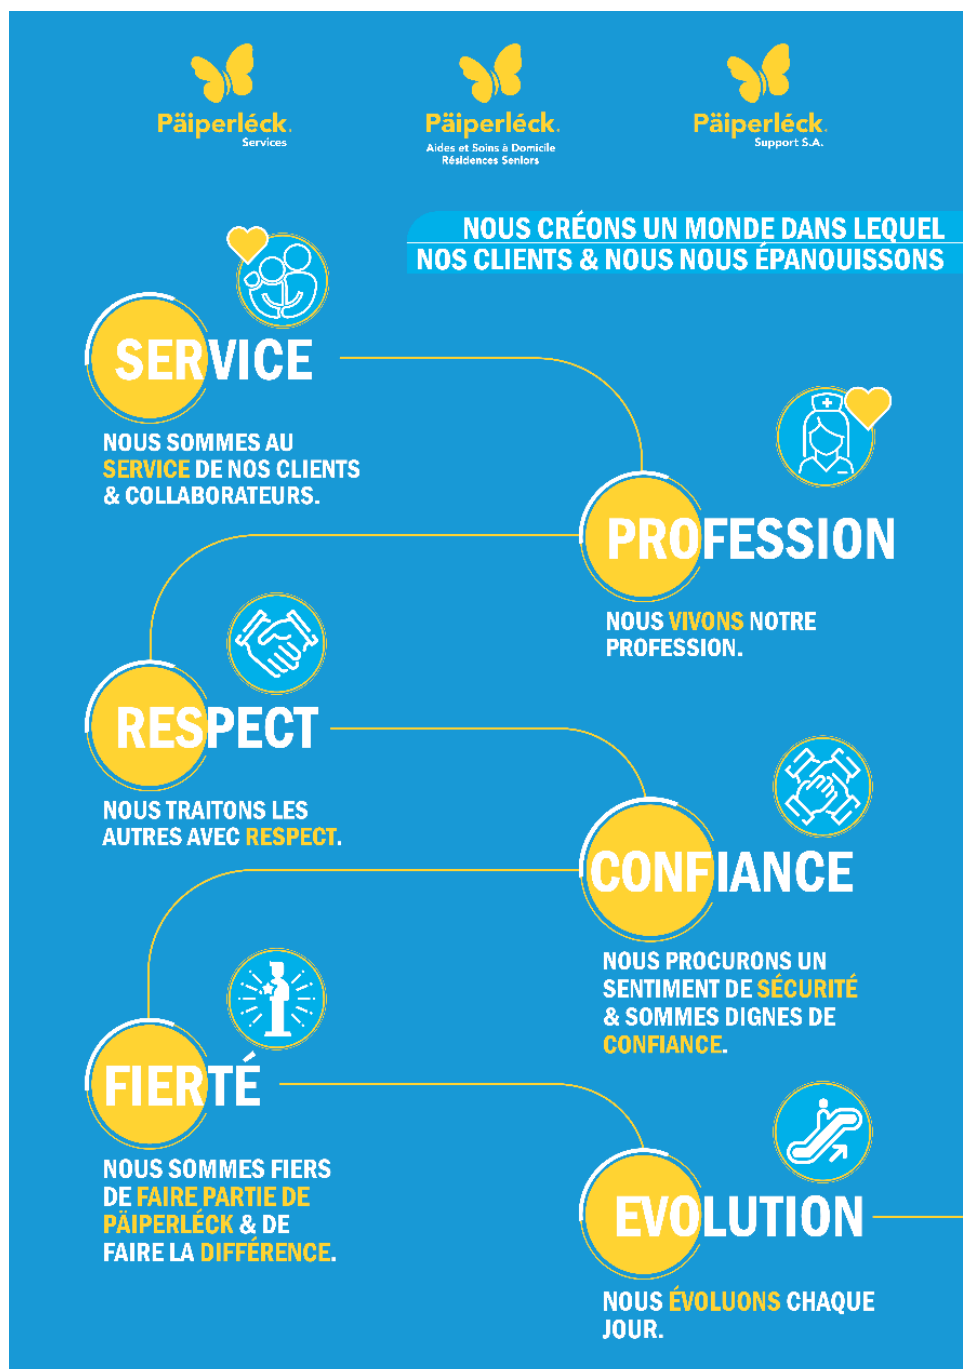 Päiperléck.
Services
Päiperléck.
Aides et Soins à Domicile
Résidences Seniors
Päiperléck.
Support S.A.
NOUS CRÉONS UN MONDE DANS LEQUEL
NOS CLIENTS & NOUS NOUS ÉPANOUISSONS
SERVICE
NOUS SOMMES AU
SERVICE DE NOS CLIENTS
& COLLABORATEURS.
PROFESSION
NOUS VIVONS NOTRE
PROFESSION.
RESPECT
NOUS TRAITONS LES
AUTRES AVEC RESPECT.
CONFIANCE
NOUS PROCURONS UN
SENTIMENT DE SÉCURITÉ
& SOMMES DIGNES DE
CONFIANCE.
FIERTÉ
NOUS SOMMES FIERS
DE FAIRE PARTIE DE
PÄIPERLÉCK & DE
FAIRE LA DIFFÉRENCE.
EVOLUTION
NOUS ÉVOLUONS CHAQUE
JOUR.